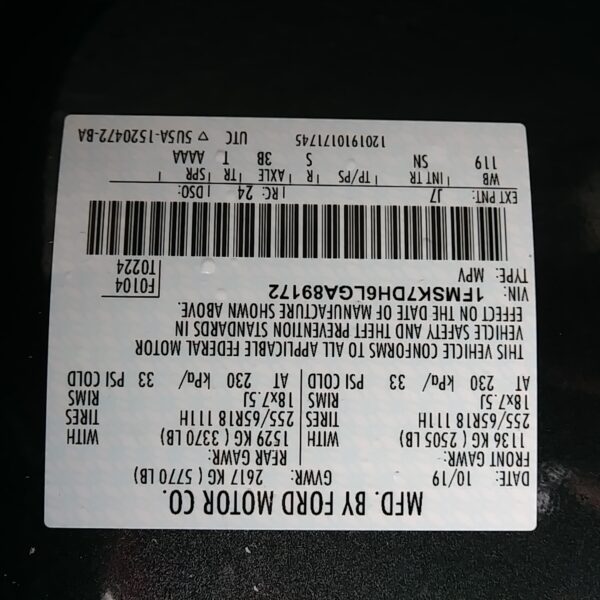 MFD. BY FORD MOTOR CO.
DATE: 10/19 GVWR: 2617 KG ( 5770 LB)
FRONT GAWR: REAR GAWR:
1136 KG ( 2505 LB) WITH 1529 KG ( 3370 LB) WITH
255/65R18 111H TIRES 255/65R18 111H TIRES
18x7.5J RIMS 18x7.5J RIMS
AT 230 kPa/ 33 PSI COLD AT 230 kPa/ 33 PSI COLD
THIS VEHICLE CONFORMS TO ALL APPLICABLE FEDERAL MOTOR
VEHICLE SAFETY AND THEFT PREVENTION STANDARDS IN
EFFECT ON THE DATE OF MANUFACTURE SHOWN ABOVE.
VIN: 1FMSK7DH6LGA89172 F0104
TYPE: MPV T0224
EXT PNT: J7 RC: 24 DSO:
WB INT TR TP/PS R AXLE TR SPR
119 SN S 3B T AAAA
1201910171745 UTC ▽ 5USA-1520472-BA